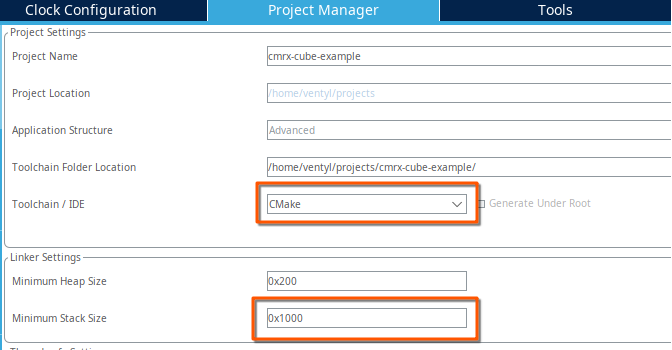 Clock Configuration Project Manager Tools
Project Settings
Project Name cmrx-cube-example
Project Location /home/ventyl/projects
Application Structure Advanced
Toolchain Folder Location /home/ventyl/projects/cmrx-cube-example/
Toolchain / IDE CMake Generate Under Root
Linker Settings
Minimum Heap Size 0x200
Minimum Stack Size 0x1000